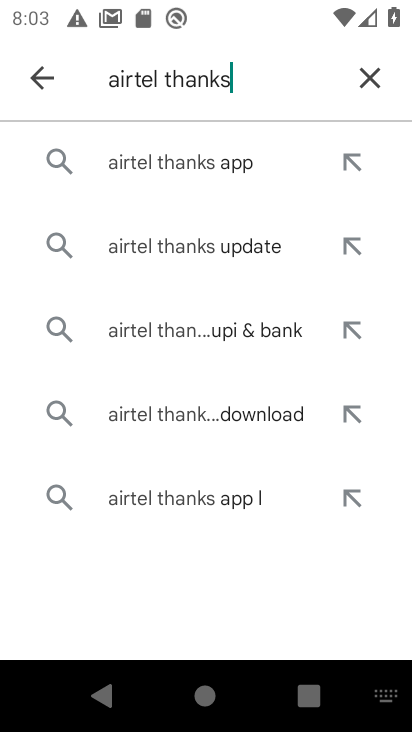 8:03
airtel thanks
airtel thanks app
airtel thanks update
airtel than...upi & bank
airtel thank...download
airtel thanks app l